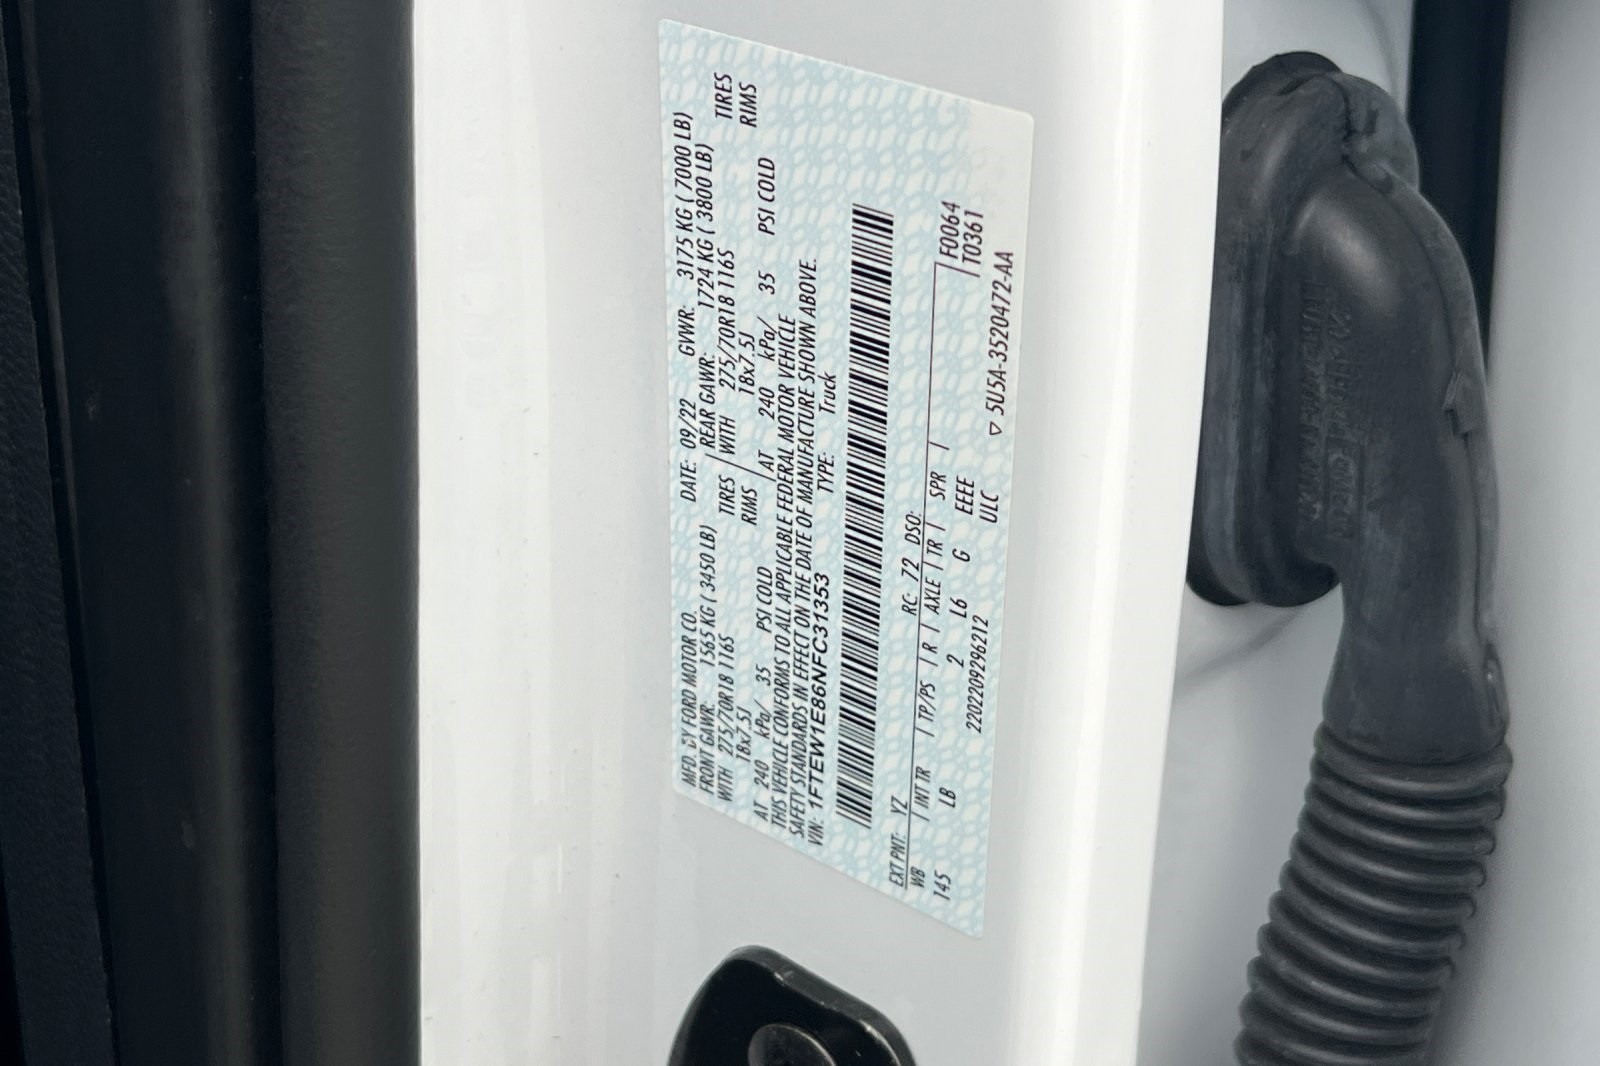 MFD. BY FORD MOTOR CO. DATE: 09/22 GVWR: 3175 KG ( 7000 LB)
FRONT GAWR: 1565 KG ( 3450 LB) REAR GAWR: 1724 KG ( 3800 LB)
WITH 275/70R18 116S TIRES WITH 275/70R18 116S TIRES
18x7.5J RIMS 18x7.5J RIMS
AT 240 kPa/ 35 PSI COLD AT 240 kPa/ 35 PSI COLD
THIS VEHICLE CONFORMS TO ALL APPLICABLE FEDERAL MOTOR VEHICLE
SAFETY STANDARDS IN EFFECT ON THE DATE OF MANUFACTURE SHOWN ABOVE.
VIN: 1FTEW1E86NFC31353 TYPE: Truck
EXT PNT: YZ RC: 72 DSO:
WB INT TR TP/PS R AXLE TR SPR F0064
145 LB 2 L6 G EEEE T0361
2202209296212 ULC
▽ 5U5A-3520472-AA